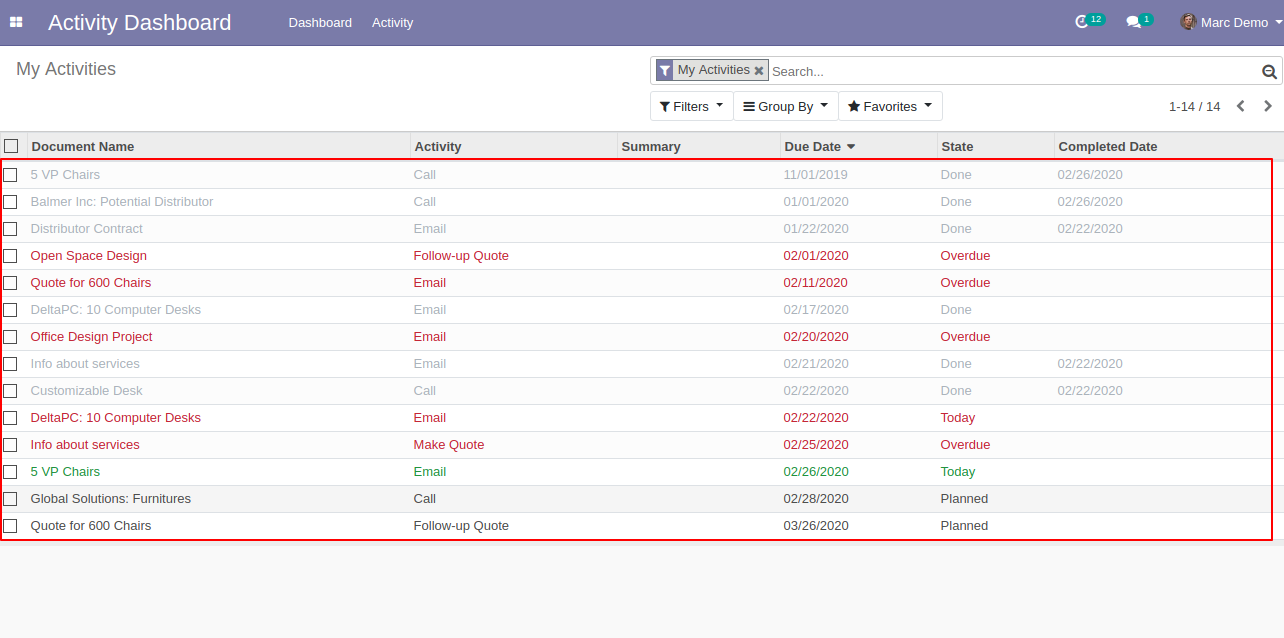 Activity Dashboard Dashboard Activity 12 1 Marc Demo
My Activities My Activities Search...
Filters Group By Favorites 1-14 / 14
Document Name Activity Summary Due Date State Completed Date
5 VP Chairs Call 11/01/2019 Done 02/26/2020
Balmer Inc: Potential Distributor Call 01/01/2020 Done 02/26/2020
Distributor Contract Email 01/22/2020 Done 02/22/2020
Open Space Design Follow-up Quote 02/01/2020 Overdue
Quote for 600 Chairs Email 02/11/2020 Overdue
DeltaPC: 10 Computer Desks Email 02/17/2020 Done
Office Design Project Email 02/20/2020 Overdue
Info about services Email 02/21/2020 Done 02/22/2020
Customizable Desk Call 02/22/2020 Done 02/22/2020
DeltaPC: 10 Computer Desks Email 02/22/2020 Today
Info about services Make Quote 02/25/2020 Overdue
5 VP Chairs Email 02/26/2020 Today
Global Solutions: Furnitures Call 02/28/2020 Planned
Quote for 600 Chairs Follow-up Quote 03/26/2020 Planned